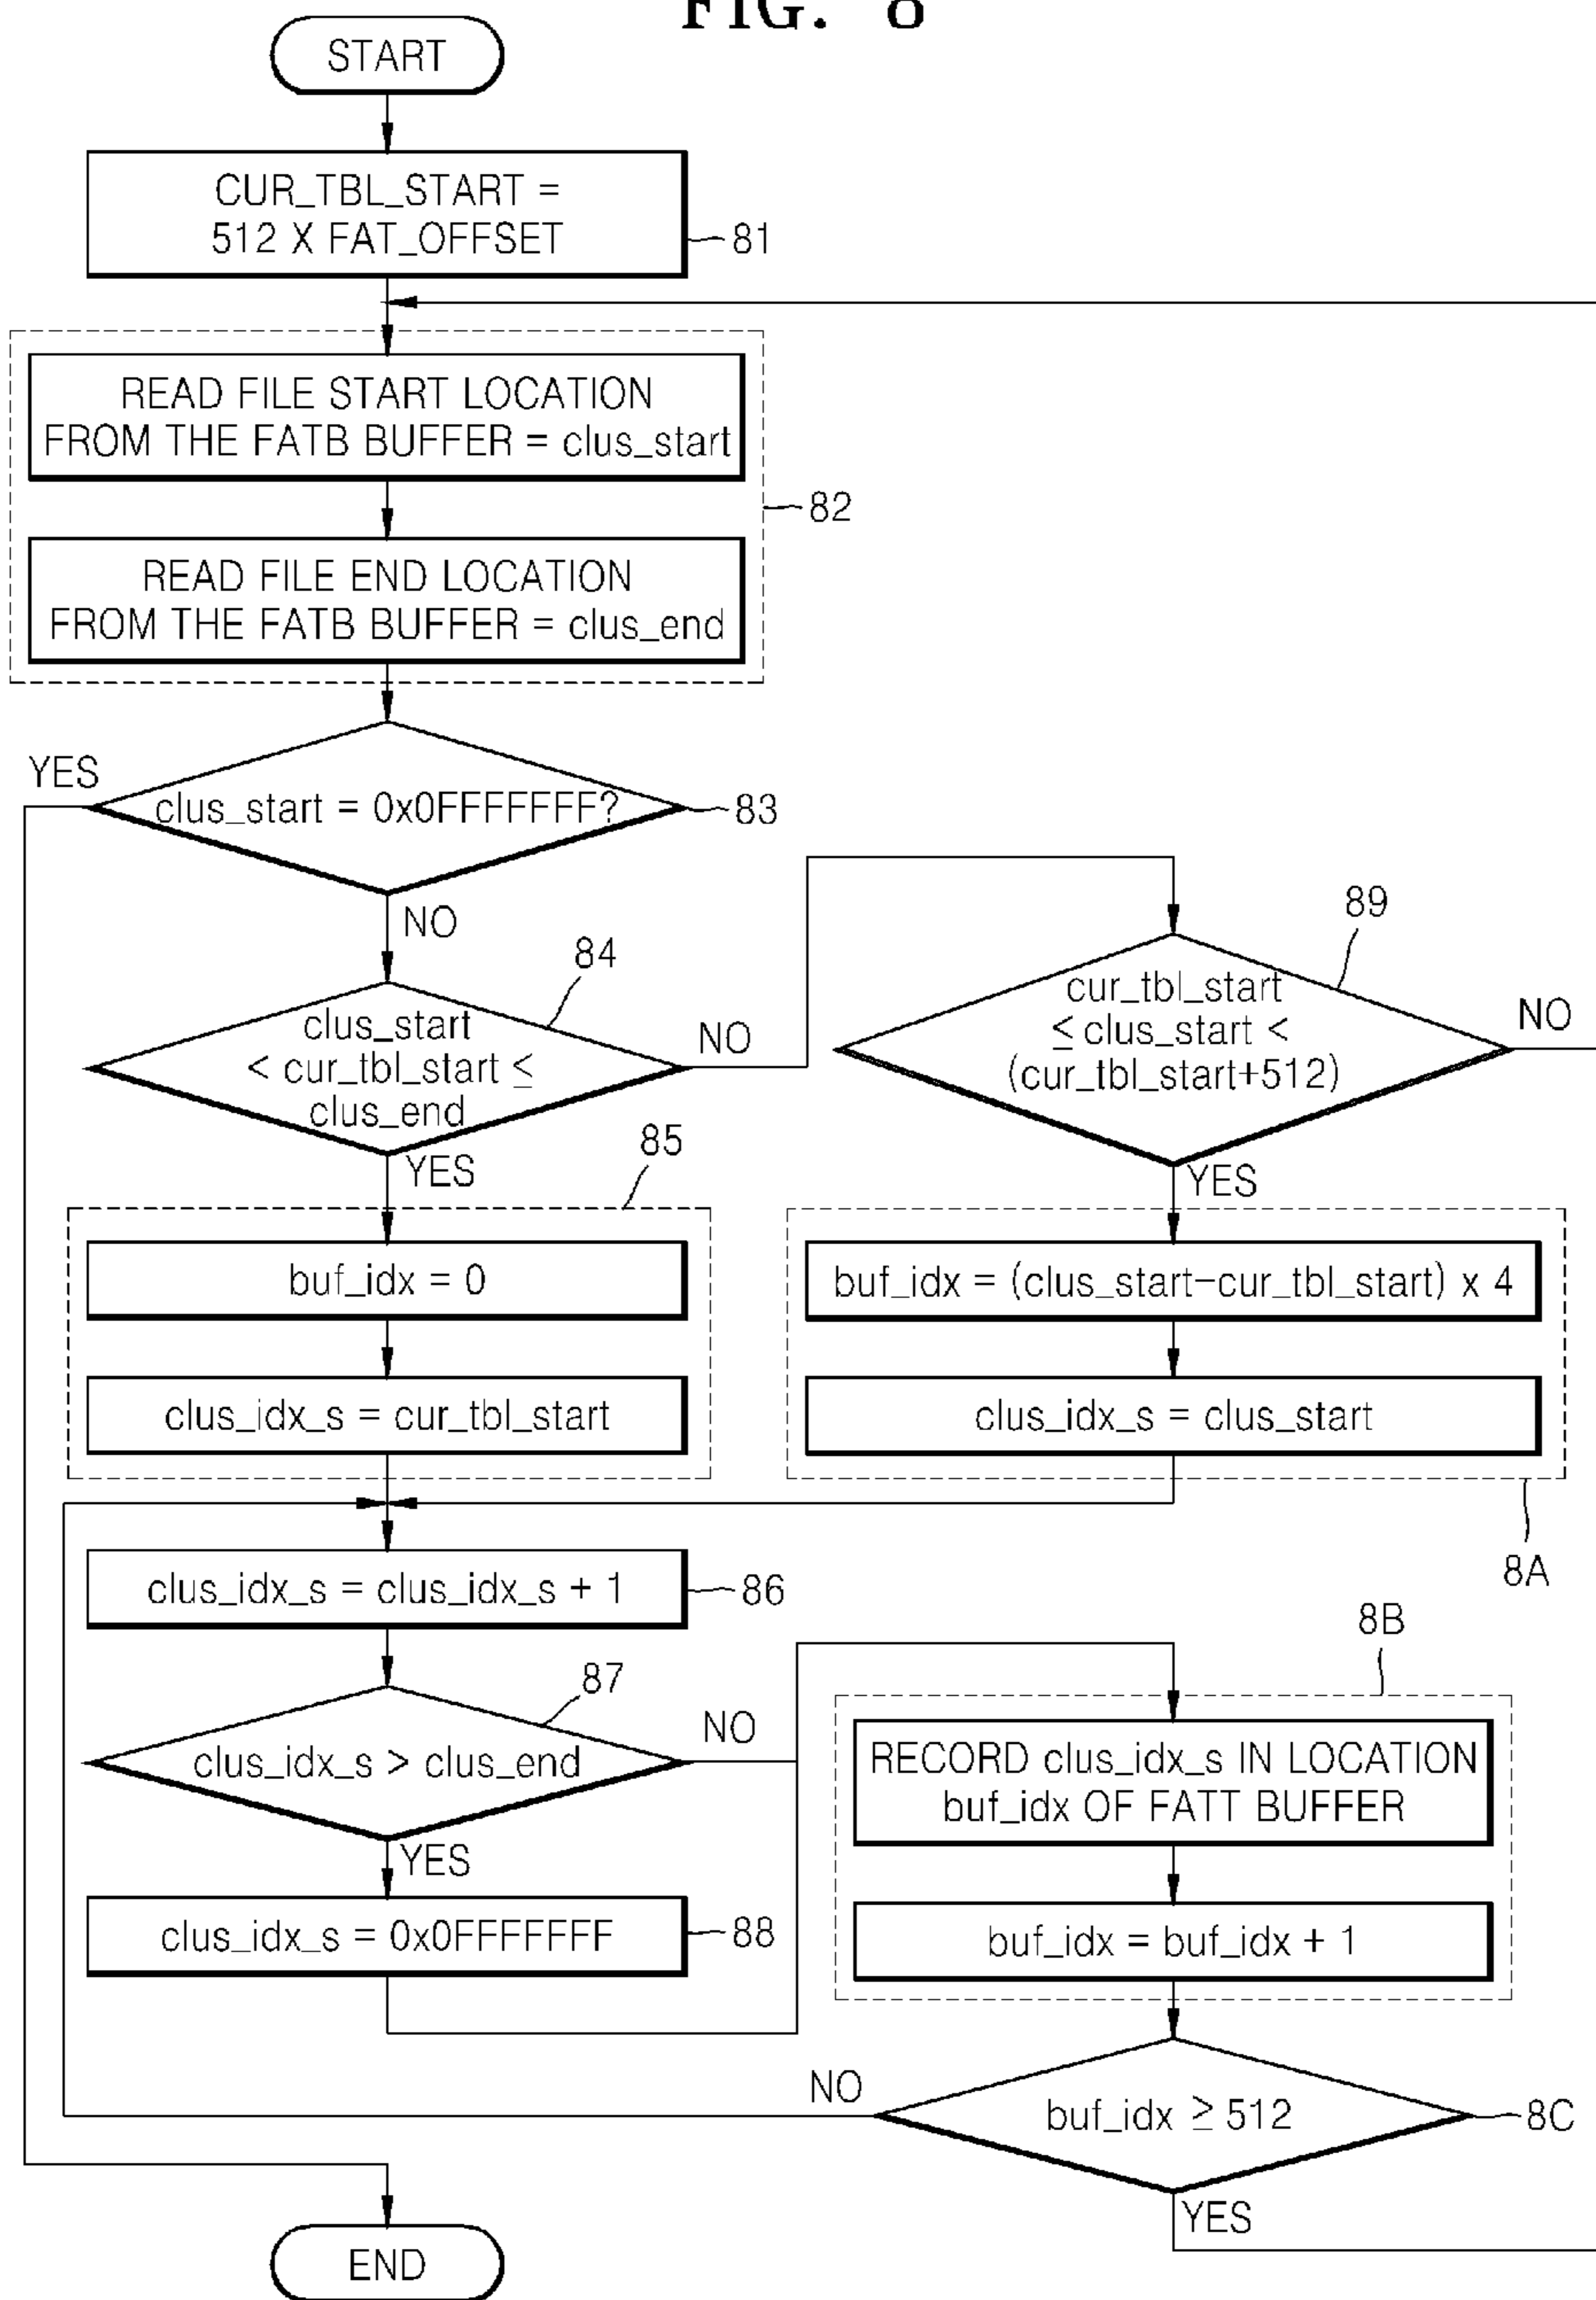 FIG. 8
START
CUR_TBL_START =
512 X FAT_OFFSET
81
READ FILE START LOCATION
FROM THE FATB BUFFER = clus_start
82
READ FILE END LOCATION
FROM THE FATB BUFFER = clus_end
YES
clus_start = 0x0FFFFFFF?
83
NO
84
clus_start
< cur_tbl_start ≤
clus_end
NO
89
cur_tbl_start
≤ clus_start <
(cur_tbl_start+512)
NO
YES
85
YES
buf_idx = 0
clus_idx_s = cur_tbl_start
buf_idx = (clus_start-cur_tbl_start) x 4
clus_idx_s = clus_start
8A
clus_idx_s = clus_idx_s + 1
86
87
clus_idx_s > clus_end
NO
8B
RECORD clus_idx_s IN LOCATION
buf_idx OF FATT BUFFER
YES
clus_idx_s = 0x0FFFFFFF
88
buf_idx = buf_idx + 1
NO
buf_idx ≥ 512
8C
YES
END